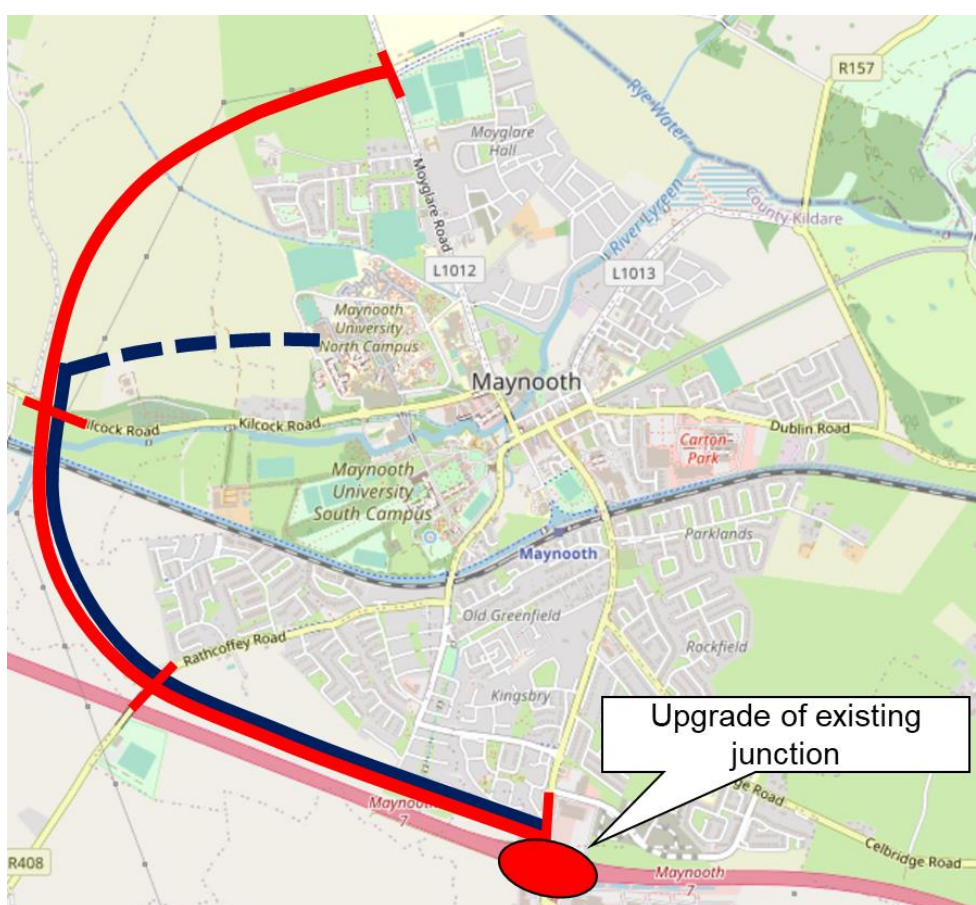 R157
Rye Water
Moyglare
Hall
Moyglare Road
River Lyreen
County Kildare
L1012
L1013
Maynooth
University
North Campus
Maynooth
Kilcock Road
Kilcock Road
Dublin Road
Carton
Park
Maynooth
University
South Campus
Parklands
Maynooth
Old Greenfield
Rathcoffey Road
Rockfield
Kingsbry
Upgrade of existing
junction
Maynooth
7
Celbridge Road
R408
Maynooth
7